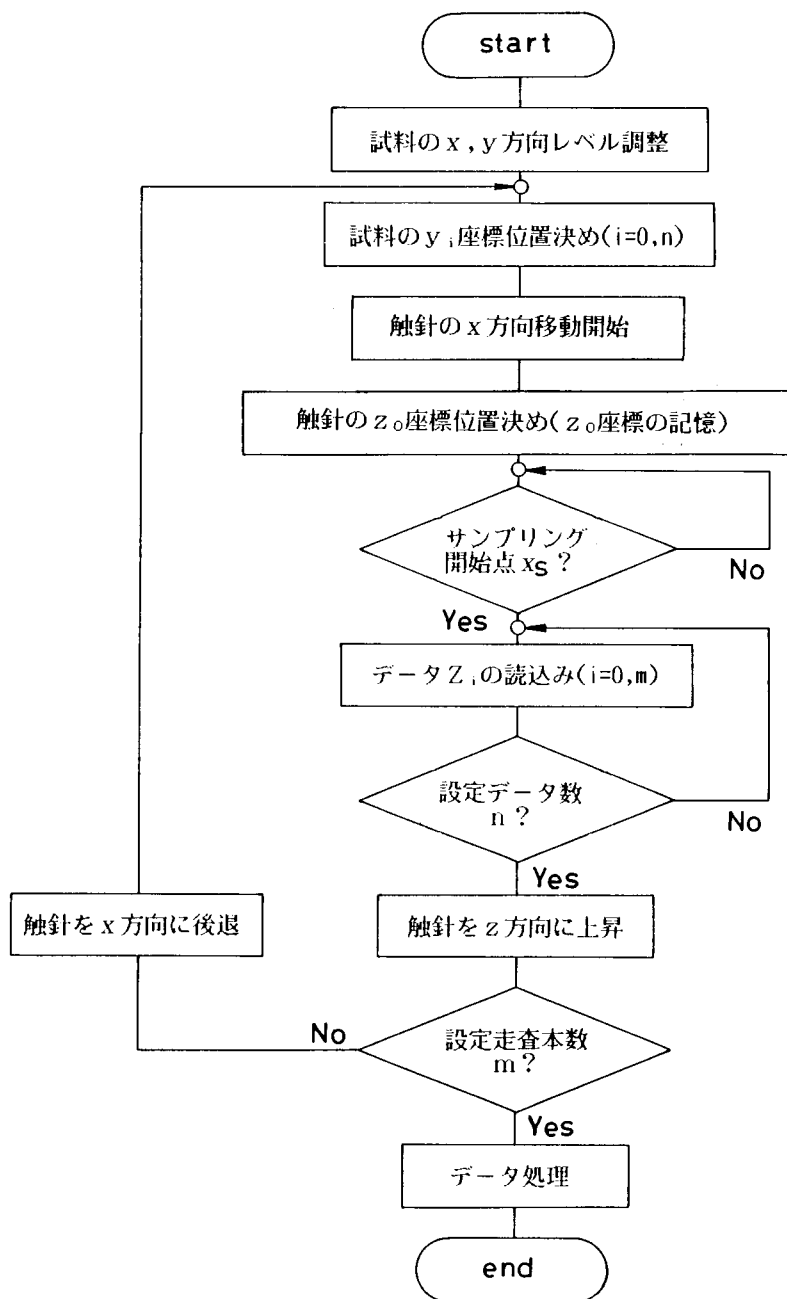 start
試料のx,y方向レベル調整
試料のyi座標位置決め(i=0,n)
触針のx方向移動開始
触針のz₀座標位置決め(z₀座標の記憶)
サンプリング
開始点xs?
No
Yes
データZiの読込み(i=0,m)
設定データ数
n?
No
Yes
触針をx方向に後退
触針をz方向に上昇
No
設定走査本数
m?
Yes
データ処理
end